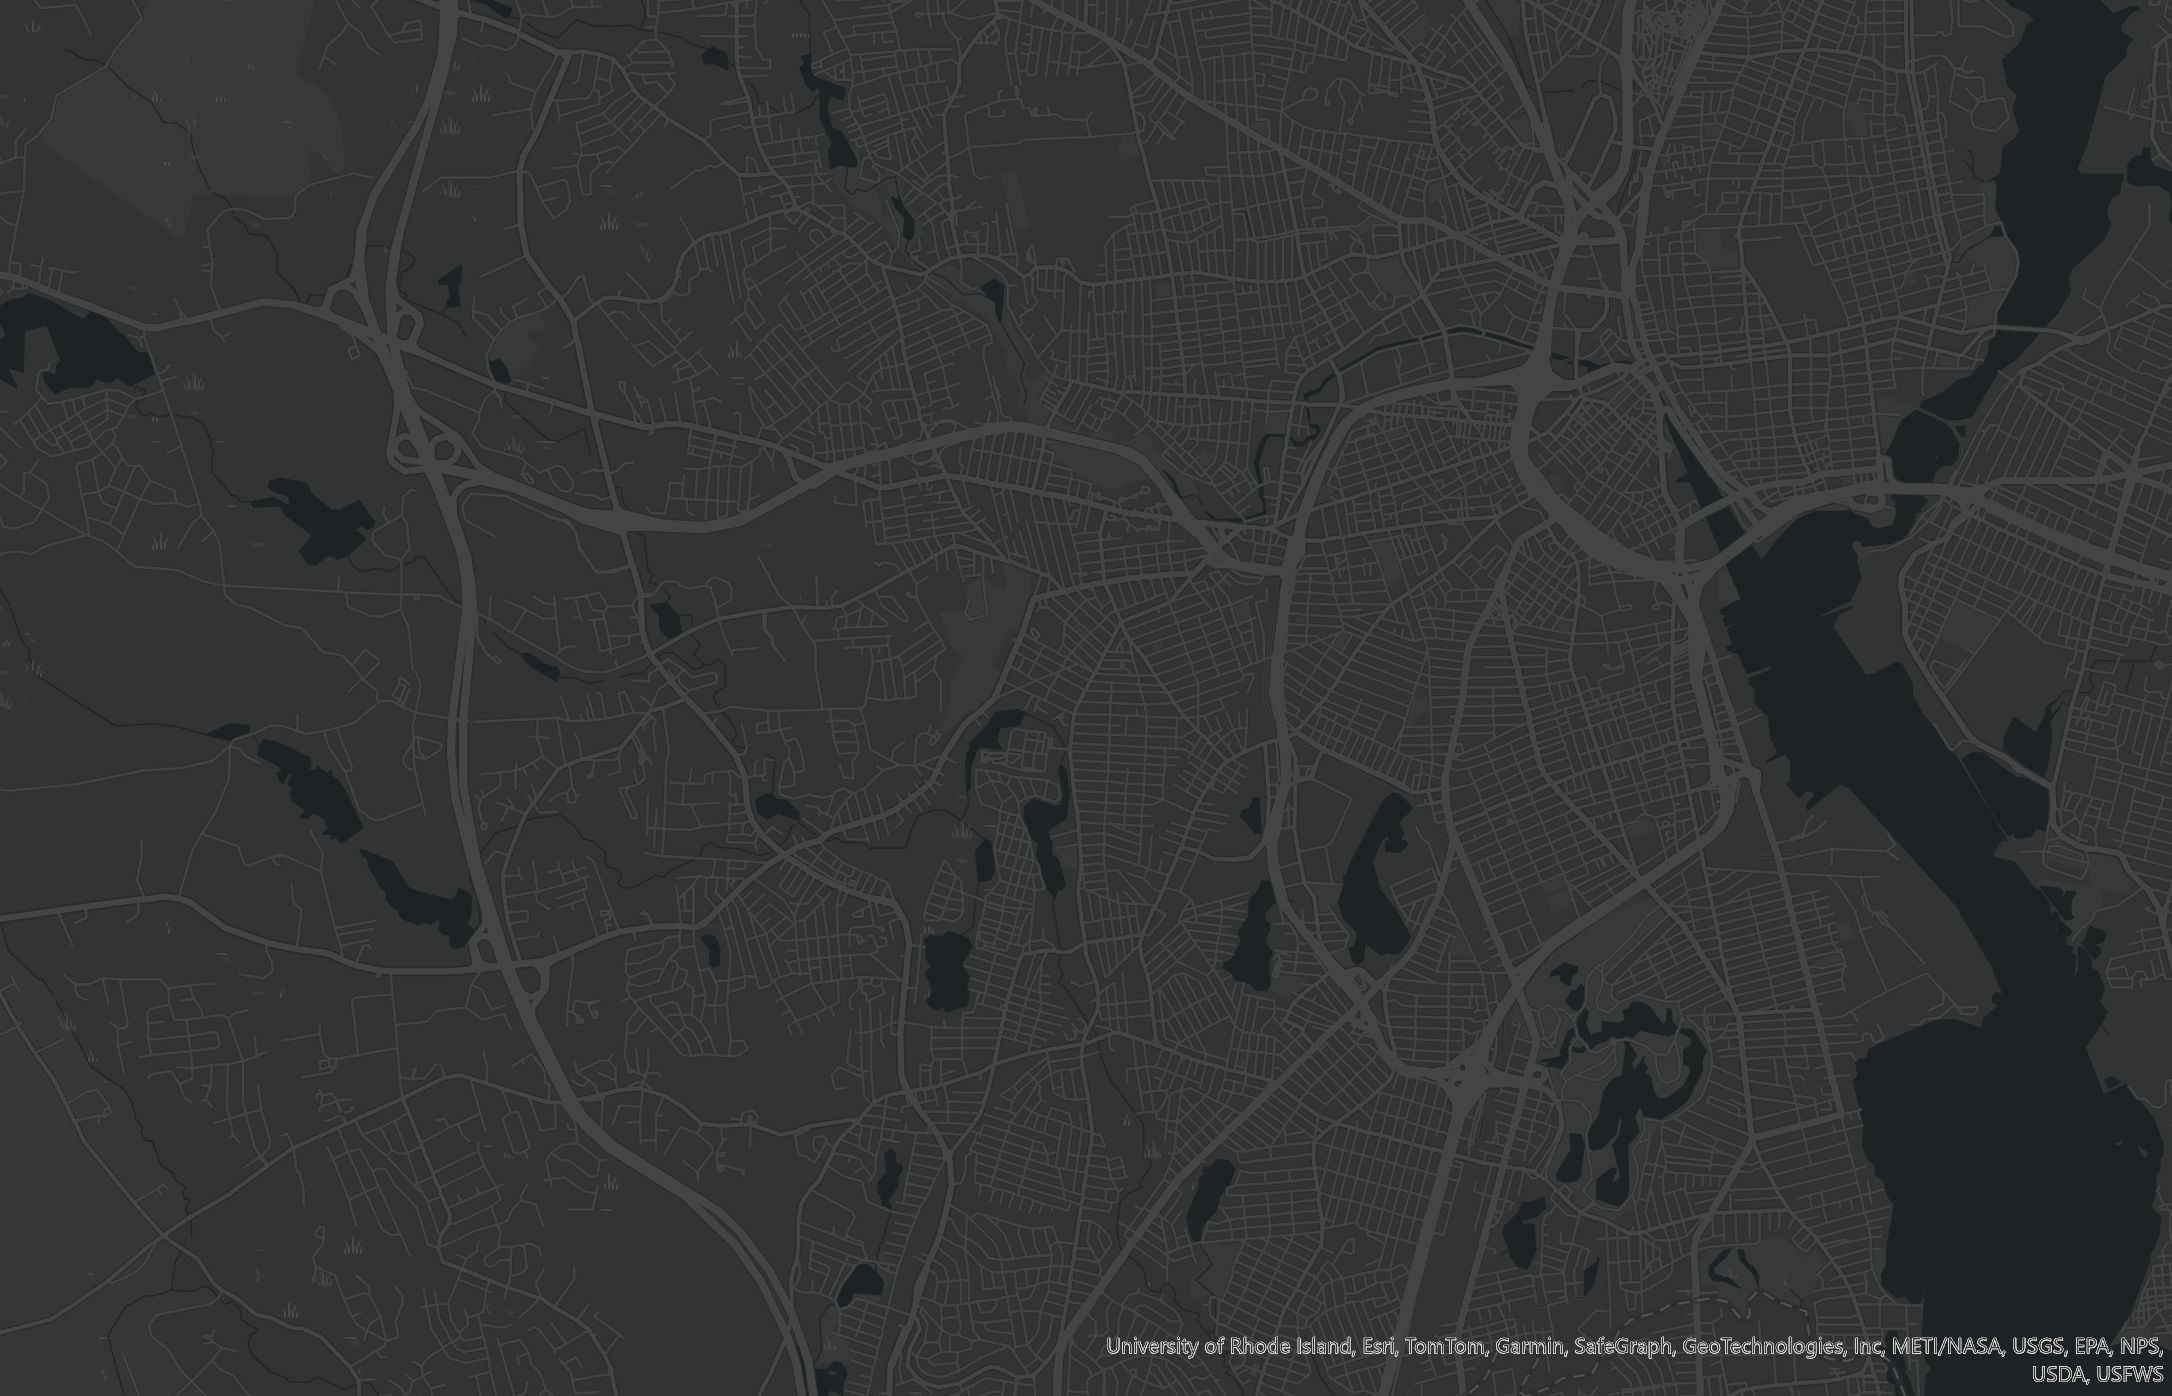 University of Rhode Island, Esri, TomTom, Garmin, SafeGraph, GeoTechnologies, Inc, METI/NASA, USGS, EPA, NPS,
USDA, USFWS